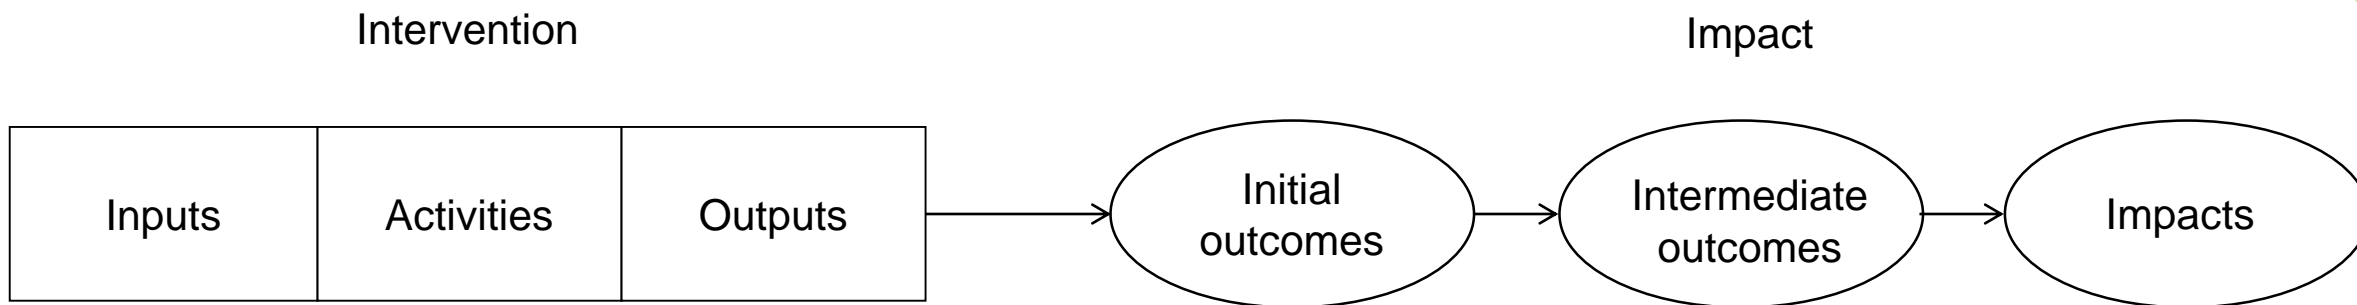 Intervention
Impact
Inputs
Activities
Outputs
Initial
outcomes
Intermediate
outcomes
Impacts